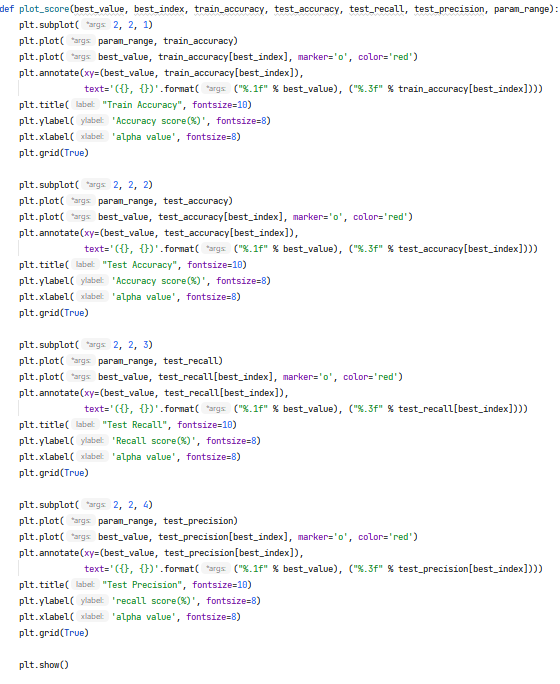 def plot_score(best_value, best_index, train_accuracy, test_accuracy, test_recall, test_precision, param_range):
plt.subplot( *args: 2, 2, 1)
plt.plot( *args: param_range, train_accuracy)
plt.plot( *args: best_value, train_accuracy[best_index], marker='o', color='red')
plt.annotate(xy=(best_value, train_accuracy[best_index]),
text='({}, {})'.format( *args: ("%.1f" % best_value), ("%.3f" % train_accuracy[best_index])))
plt.title( label: "Train Accuracy", fontsize=10)
plt.ylabel( ylabel: 'Accuracy score(%)', fontsize=8)
plt.xlabel( xlabel: 'alpha value', fontsize=8)
plt.grid(True)
plt.subplot( *args: 2, 2, 2)
plt.plot( *args: param_range, test_accuracy)
plt.plot( *args: best_value, test_accuracy[best_index], marker='o', color='red')
plt.annotate(xy=(best_value, test_accuracy[best_index]),
text='({}, {})'.format( *args: ("%.1f" % best_value), ("%.3f" % test_accuracy[best_index])))
plt.title( label: "Test Accuracy", fontsize=10)
plt.ylabel( ylabel: 'Accuracy score(%)', fontsize=8)
plt.xlabel( xlabel: 'alpha value', fontsize=8)
plt.grid(True)
plt.subplot( *args: 2, 2, 3)
plt.plot( *args: param_range, test_recall)
plt.plot( *args: best_value, test_recall[best_index], marker='o', color='red')
plt.annotate(xy=(best_value, test_recall[best_index]),
text='({}, {})'.format( *args: ("%.1f" % best_value), ("%.3f" % test_recall[best_index])))
plt.title( label: "Test Recall", fontsize=10)
plt.ylabel( ylabel: 'Recall score(%)', fontsize=8)
plt.xlabel( xlabel: 'alpha value', fontsize=8)
plt.grid(True)
plt.subplot( *args: 2, 2, 4)
plt.plot( *args: param_range, test_precision)
plt.plot( *args: best_value, test_precision[best_index], marker='o', color='red')
plt.annotate(xy=(best_value, test_precision[best_index]),
text='({}, {})'.format( *args: ("%.1f" % best_value), ("%.3f" % test_precision[best_index])))
plt.title( label: "Test Precision", fontsize=10)
plt.ylabel( ylabel: 'recall score(%)', fontsize=8)
plt.xlabel( xlabel: 'alpha value', fontsize=8)
plt.grid(True)
plt.show()